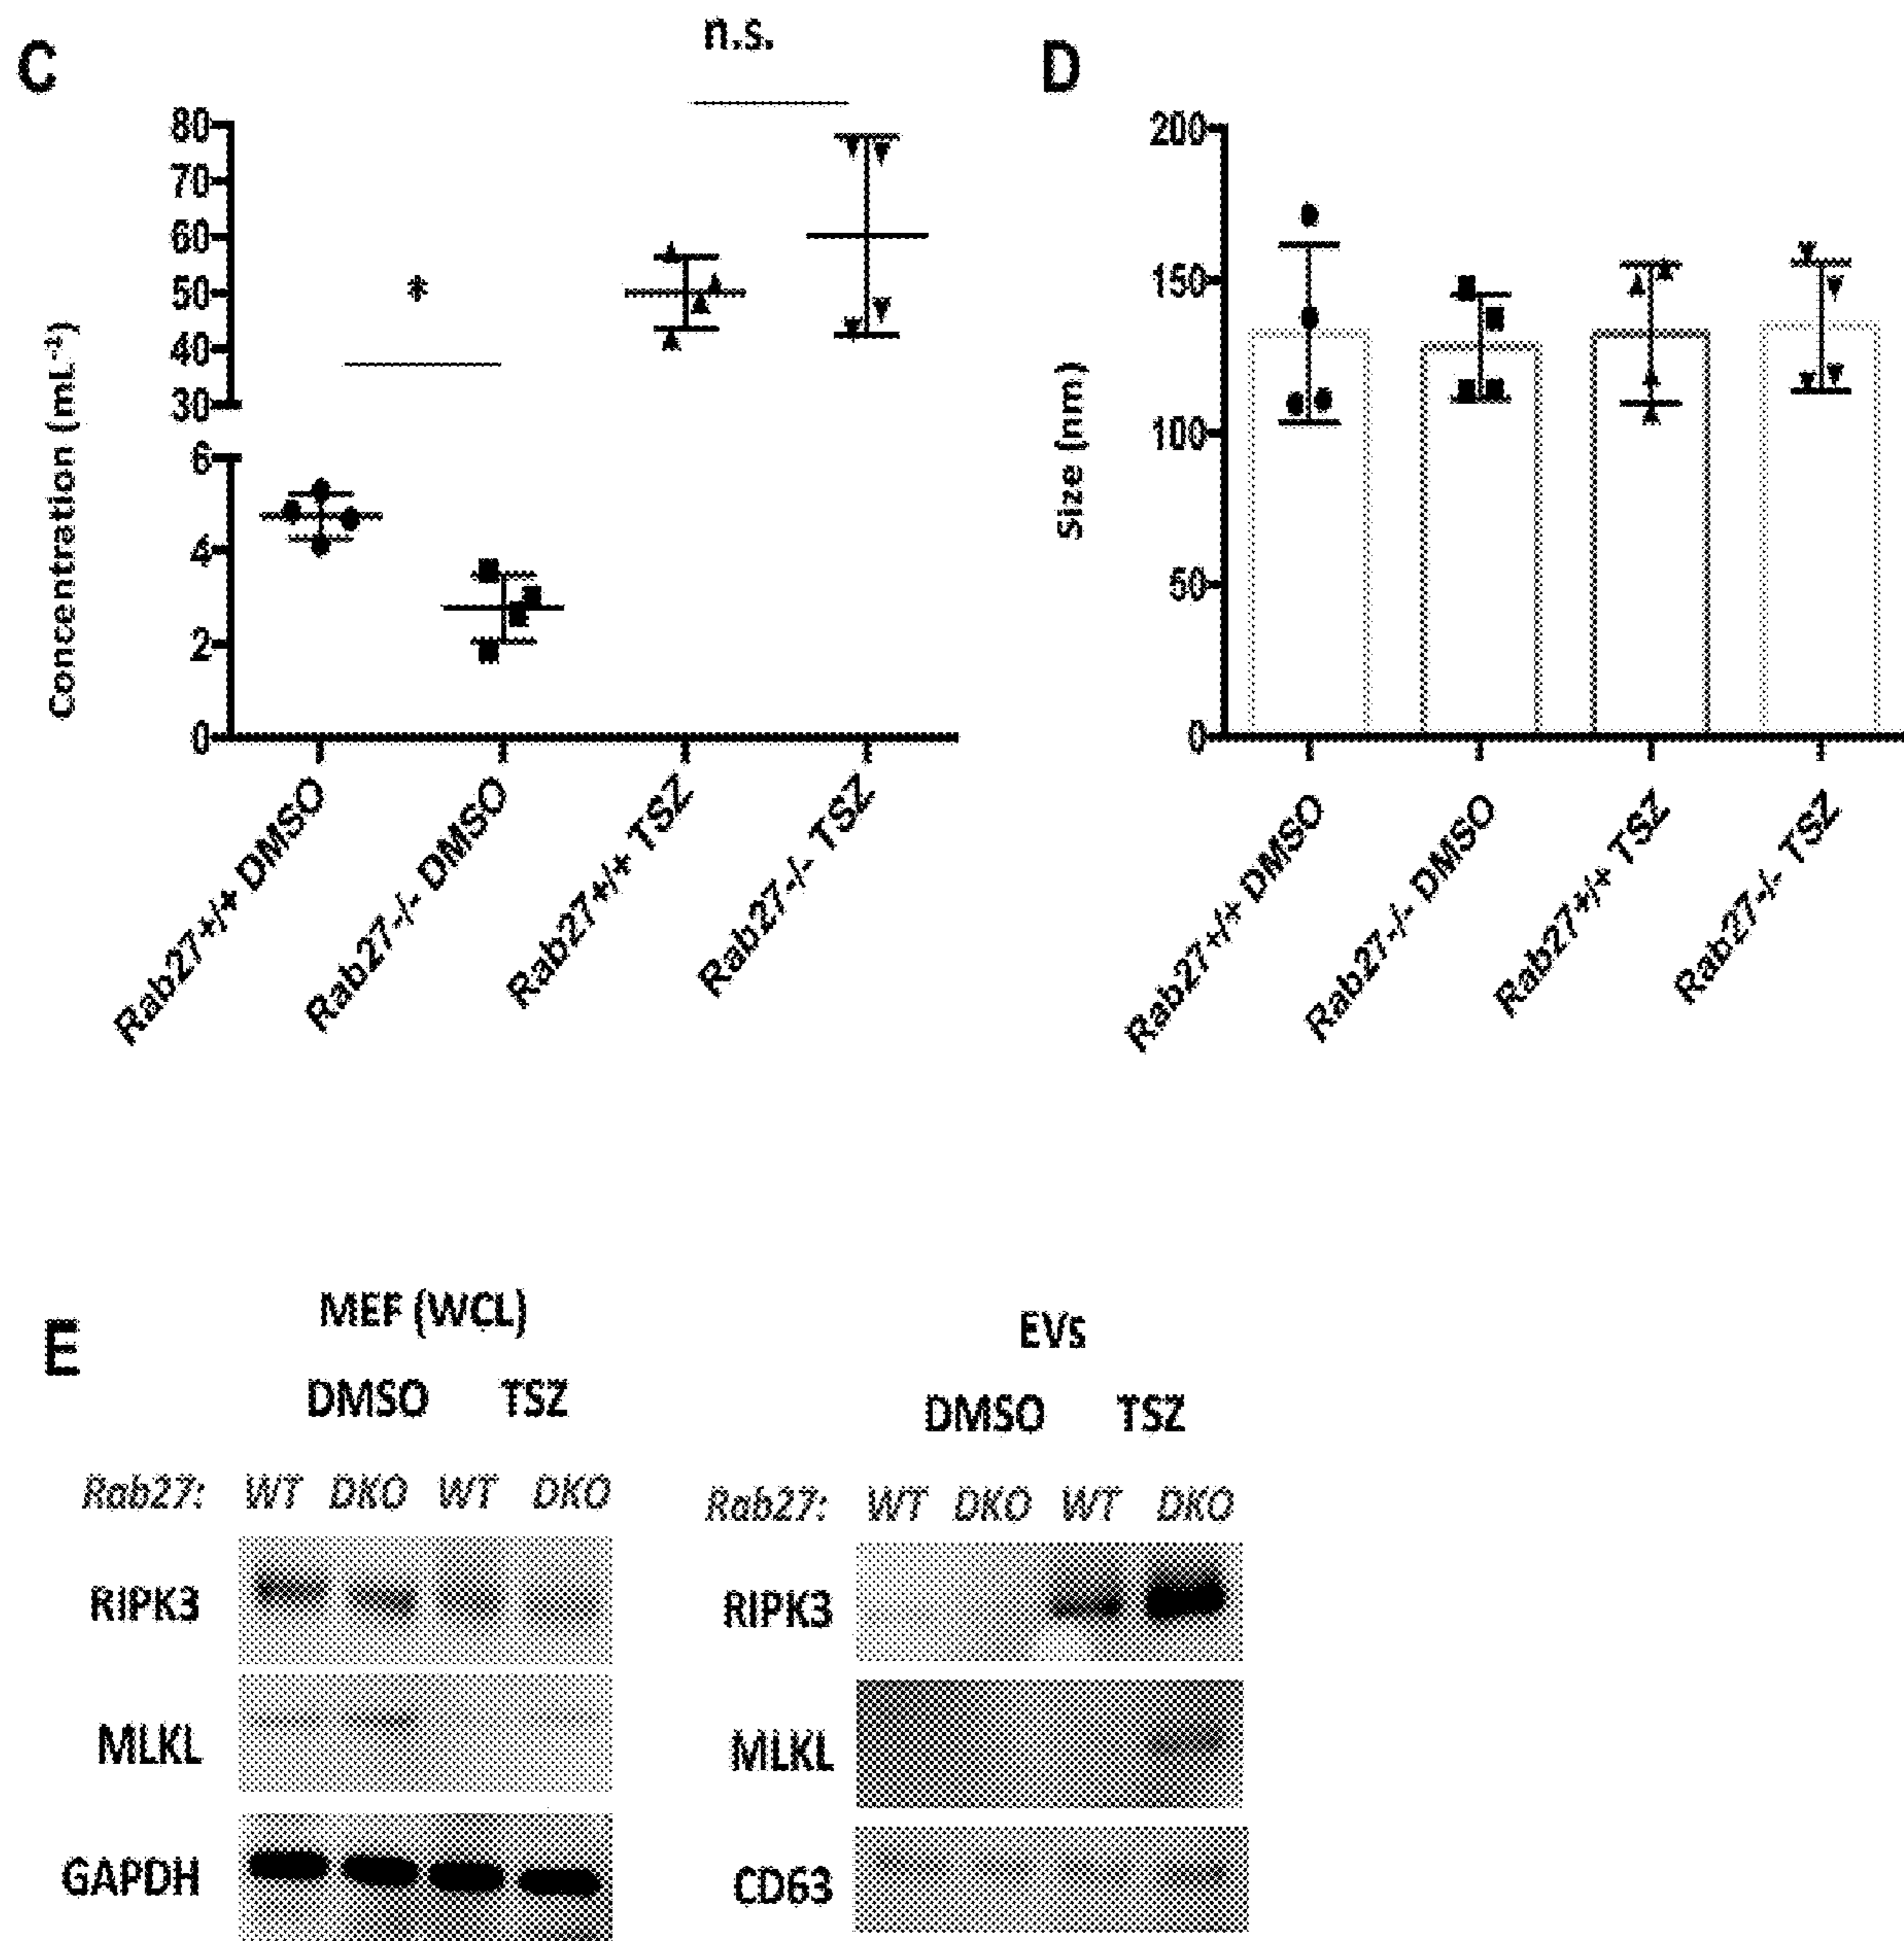 C
n.s.
80
70
60
50
40
30
6
4
2
0
*
Concentration (mL⁻¹)
Rab27+/+ DMSO
Rab27-/- DMSO
Rab27+/+ TSZ
Rab27-/- TSZ
D
200
150
100
50
0
Size (nm)
Rab27+/+ DMSO
Rab27-/- DMSO
Rab27+/+ TSZ
Rab27-/- TSZ
E
MEF (WCL)
DMSO TSZ
Rab27: WT DKO WT DKO
RIPK3
MLKL
GAPDH
EVs
DMSO TSZ
Rab27: WT DKO WT DKO
RIPK3
MLKL
CD63